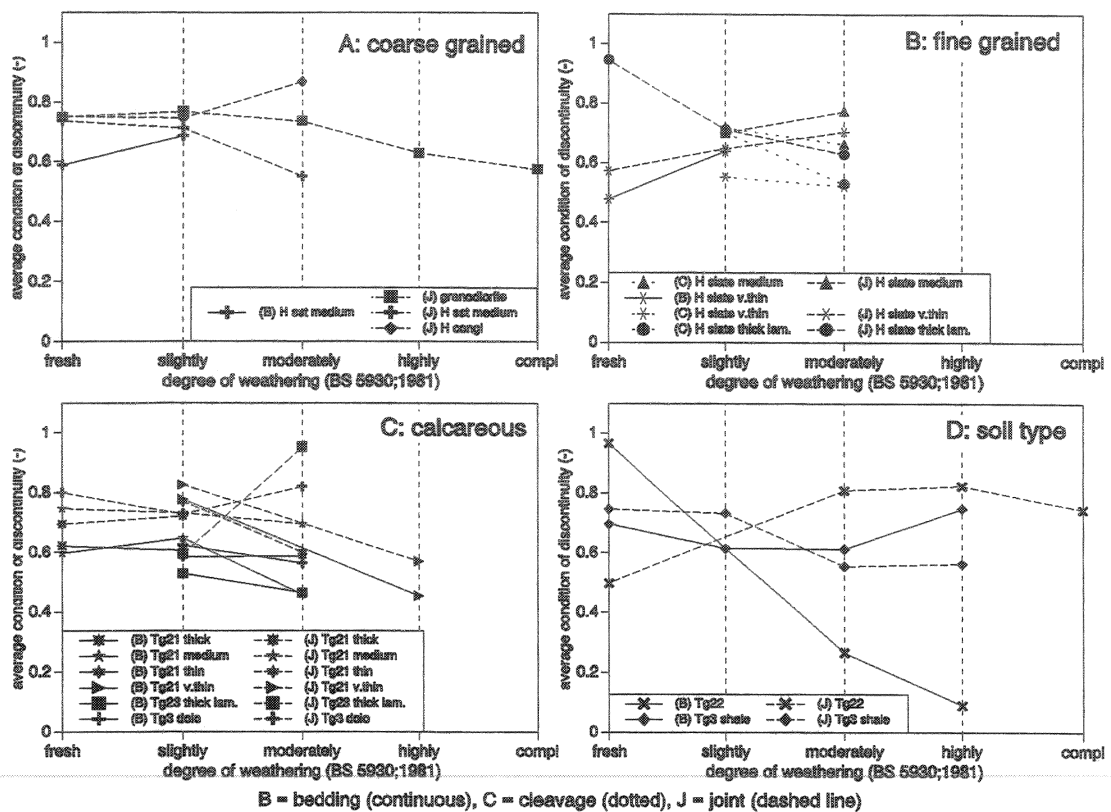 A: coarse grained
average condition of discontinuity (-)
1
0.8
0.6
0.4
0.2
0
(J) granodiorite
(B) H sst medium
(J) H sst medium
(J) H congl
fresh slightly moderately highly compl
degree of weathering (BS 5930;1981)
B: fine grained
average condition of discontinuity (-)
1
0.8
0.6
0.4
0.2
0
(C) H slate medium (J) H slate medium
(B) H slate v.thin
(C) H slate v.thin (J) H slate v.thin
(C) H slate thick lam. (J) H slate thick lam.
fresh slightly moderately highly compl
degree of weathering (BS 5930;1981)
C: calcareous
average condition of discontinuity (-)
1
0.8
0.6
0.4
0.2
0
(B) Tg21 thick (J) Tg21 thick
(B) Tg21 medium (J) Tg21 medium
(B) Tg21 thin (J) Tg21 thin
(B) Tg21 v.thin (J) Tg21 v.thin
(B) Tg23 thick lam. (J) Tg23 thick lam.
(B) Tg3 dolo (J) Tg3 dolo
fresh slightly moderately highly compl
degree of weathering (BS 5930;1981)
D: soil type
average condition of discontinuity (-)
1
0.8
0.6
0.4
0.2
0
(B) Tg22 (J) Tg22
(B) Tg3 shale (J) Tg3 shale
fresh slightly moderately highly compl
degree of weathering (BS 5930;1981)
B = bedding (continuous), C = cleavage (dotted), J = joint (dashed line)